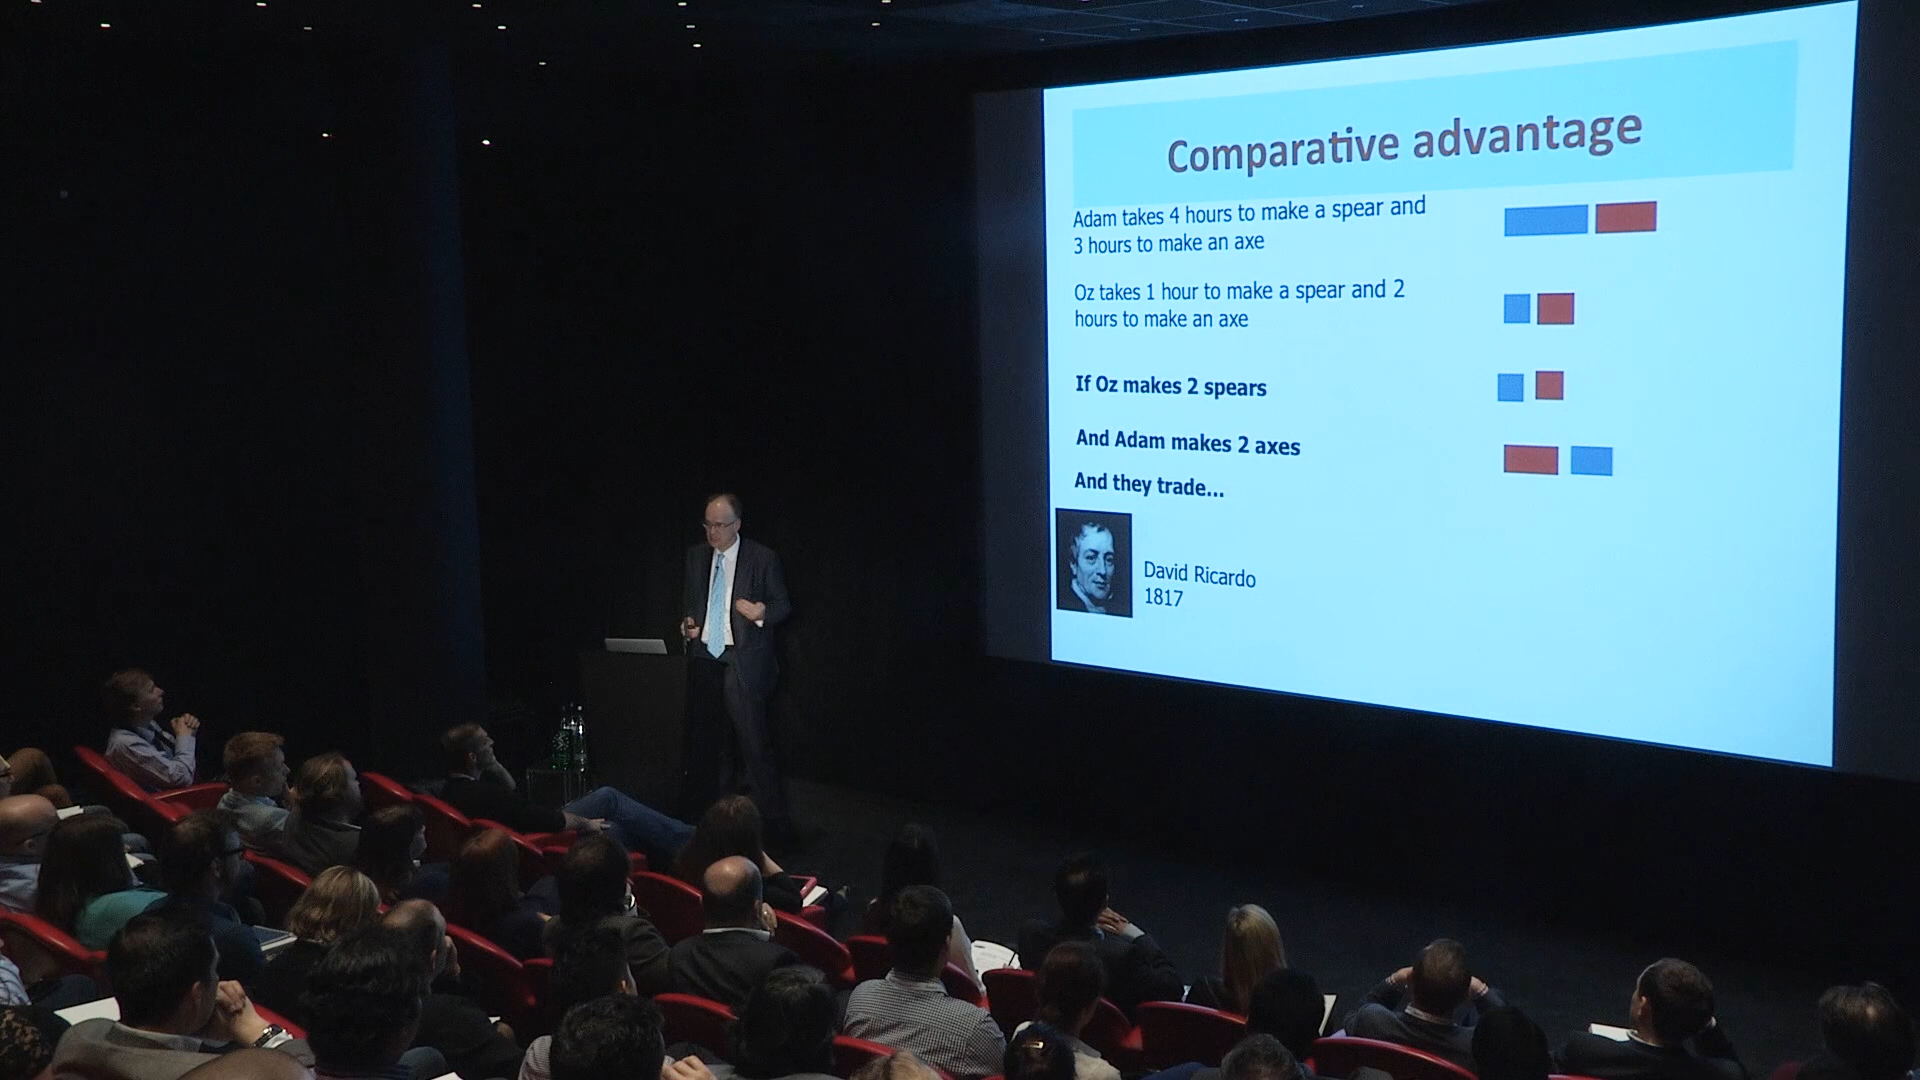 Comparative advantage
Adam takes 4 hours to make a spear and
3 hours to make an axe
Oz takes 1 hour to make a spear and 2
hours to make an axe
If Oz makes 2 spears
And Adam makes 2 axes
And they trade...
David Ricardo
1817